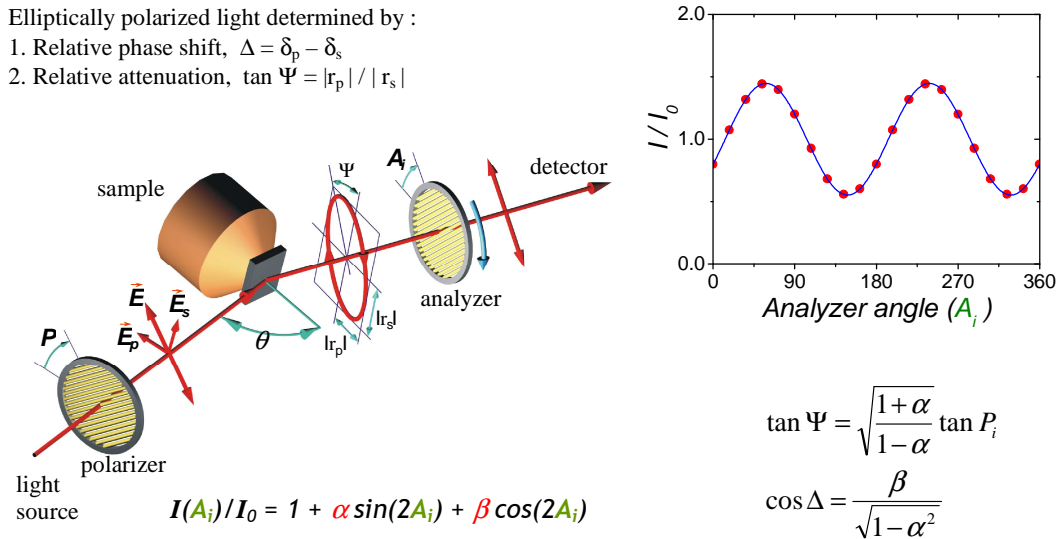 Elliptically polarized light determined by :
1. Relative phase shift, Δ = δp – δs
2. Relative attenuation, tan Ψ = |rp| / | rs|
sample
polarizer
light
source
P
E
Es
Ep
θ
Ψ
|rp|
|rs|
Ai
analyzer
detector
I(Ai)/I0 = 1 + α sin(2Ai) + β cos(2Ai)
2.0
1.0
0.0
I / I0
0 90 180 270 360
Analyzer angle (Ai )
tan Ψ = √((1+α)/(1−α)) tan Pi
cos Δ = β/√(1−α²)